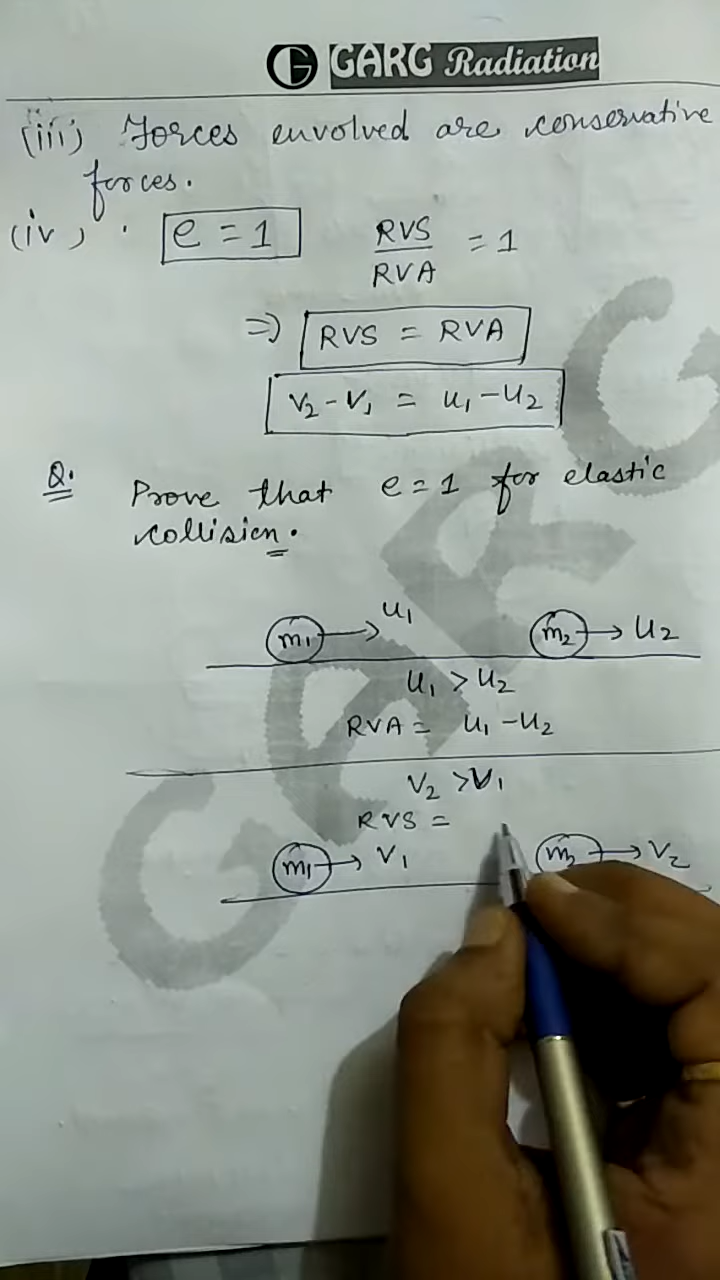 G GARG Radiation
(iii) Forces envolved are conservative
forces.
(iv) e = 1 RVS/RVA = 1
⇒ RVS = RVA
V₂ - V₁ = u₁ - u₂
Q. Prove that e = 1 for elastic
collision.
m₁ → u₁ m₂ → u₂
u₁ > u₂
RVA = u₁ - u₂
V₂ > V₁
RVS =
m₁ → V₁ m₂ → V₂
GARG